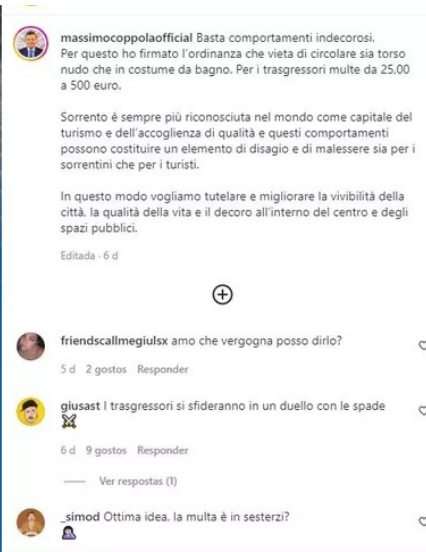 massimocoppolaofficial Basta comportamenti indecorosi.
Per questo ho firmato l'ordinanza che vieta di circolare sia torso
nudo che in costume da bagno. Per i trasgressori multe da 25,00
a 500 euro.
Sorrento è sempre più riconosciuta nel mondo come capitale del
turismo e dell'accoglienza di qualità e questi comportamenti
possono costituire un elemento di disagio e di malessere sia per i
sorrentini che per i turisti.
In questo modo vogliamo tutelare e migliorare la vivibilità della
città, la qualità della vita e il decoro all'interno del centro e degli
spazi pubblici.
Editada · 6 d
friendscallmegiulsx amo che vergogna posso dirlo?
5 d 2 gostos Responder
giusast I trasgressori si sfideranno in un duello con le spade
⚔️
6 d 9 gostos Responder
Ver respostas (1)
_simod Ottima idea, la multa è in sesterzi?
🤦🏻‍♀️